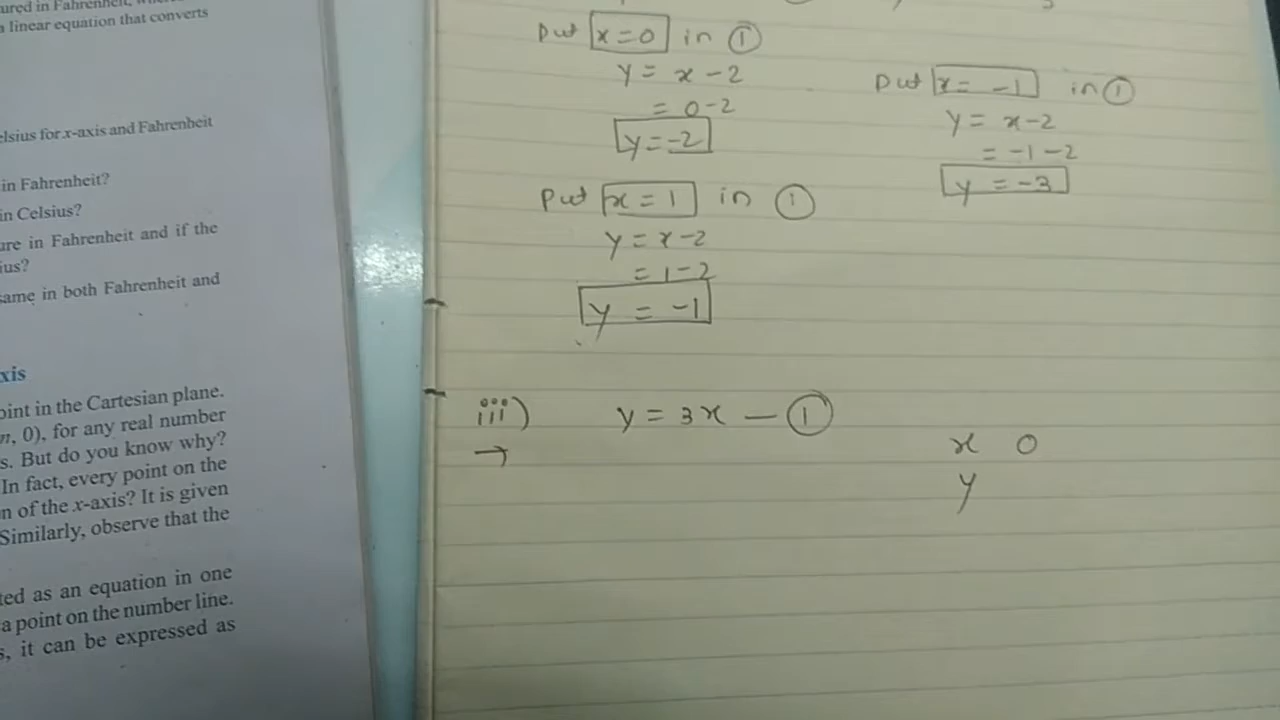 ured in Fahrenheit,
a linear equation that converts
elsius for x-axis and Fahrenheit
in Fahrenheit?
in Celsius?
ure in Fahrenheit and if the
ius?
same in both Fahrenheit and
xis
oint in the Cartesian plane.
n, 0), for any real number
s. But do you know why?
In fact, every point on the
n of the x-axis? It is given
Similarly, observe that the
ted as an equation in one
a point on the number line.
s, it can be expressed as
Put x=0 in ①
y = x - 2
= 0-2
y = -2
Put x = 1 in ①
y = x-2
= 1-2
y = -1
Put x = -1 in ①
y = x-2
= -1-2
y = -3
iii) y = 3x — ①
→
x 0
y